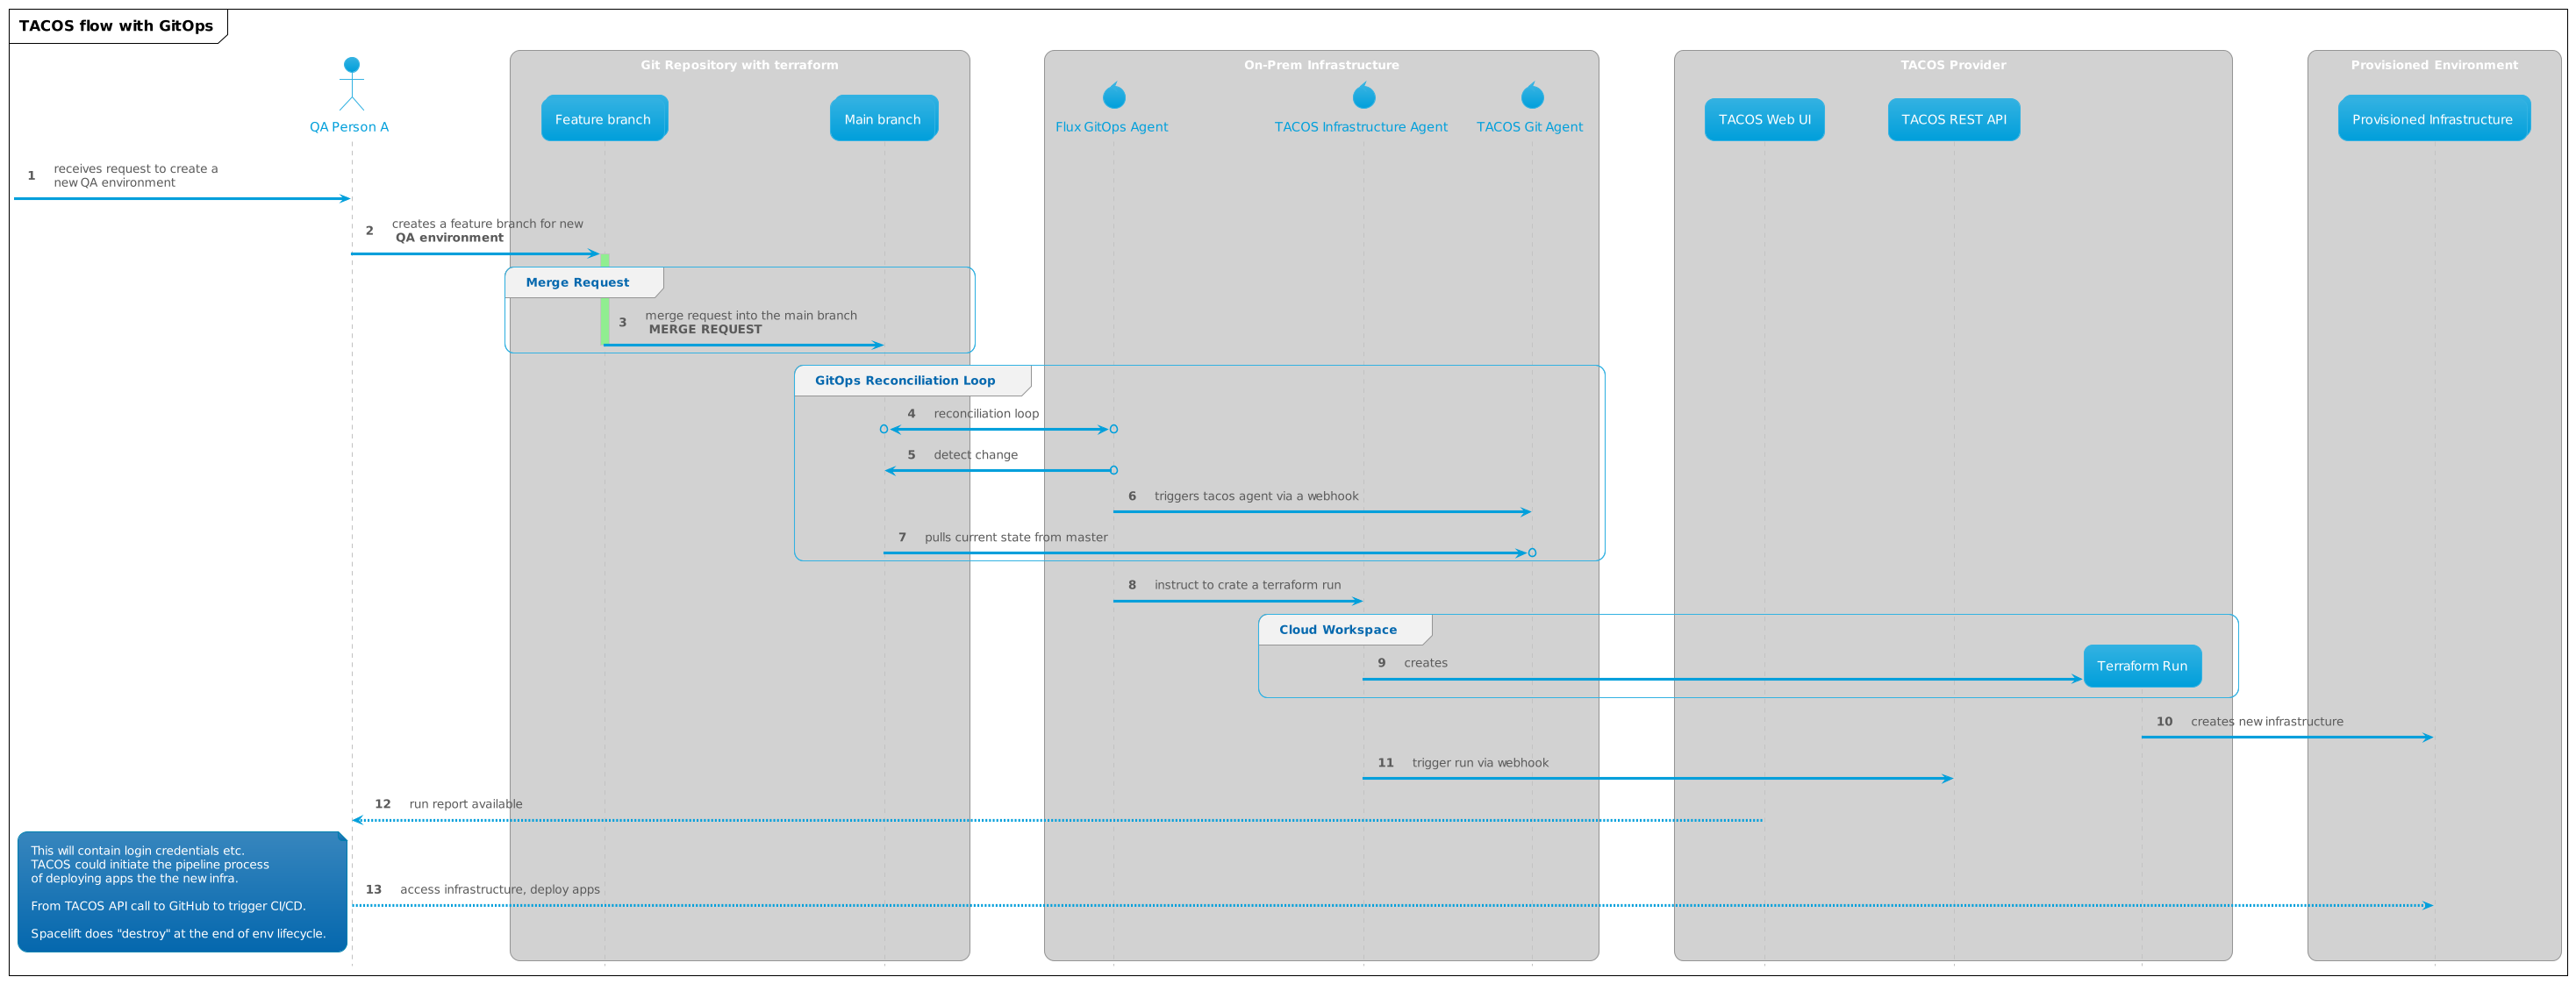 TACOS flow with GitOps
Git Repository with terraform
On-Prem Infrastructure
TACOS Provider
Provisioned Environment
QA Person A
Feature branch
Main branch
Flux GitOps Agent
TACOS Infrastructure Agent
TACOS Git Agent
TACOS Web UI
TACOS REST API
Provisioned Infrastructure
1 receives request to create a
new QA environment
2 creates a feature branch for new
QA environment
Merge Request
3 merge request into the main branch
MERGE REQUEST
GitOps Reconciliation Loop
4 reconciliation loop
5 detect change
6 triggers tacos agent via a webhook
7 pulls current state from master
8 instruct to crate a terraform run
Cloud Workspace
9 creates
Terraform Run
10 creates new infrastructure
11 trigger run via webhook
12 run report available
This will contain login credentials etc.
TACOS could initiate the pipeline process
of deploying apps the the new infra.
From TACOS API call to GitHub to trigger CI/CD.
Spacelift does "destroy" at the end of env lifecycle.
13 access infrastructure, deploy apps